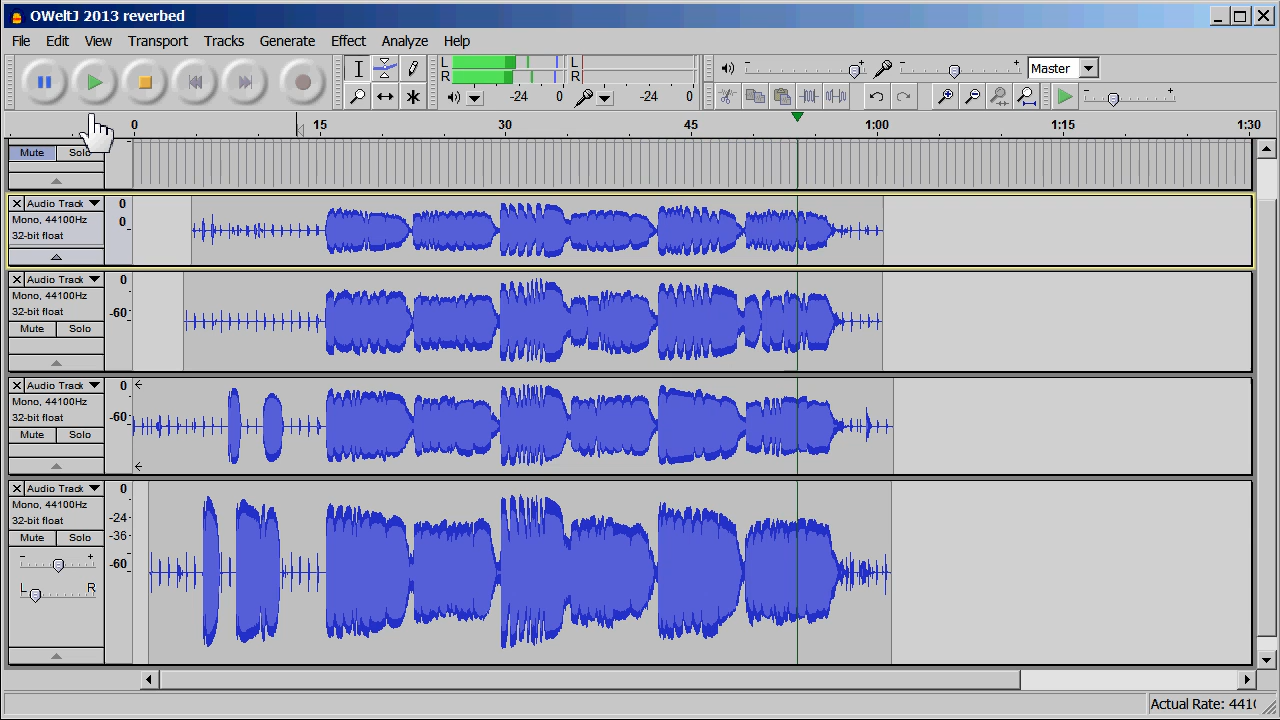 OWeltJ 2013 reverbed
File Edit View Transport Tracks Generate Effect Analyze Help
L L
R R
-24 0 -24 0
Master
- + - +
- +
0 15 30 45 1:00 1:15 1:30
Mute Solo
Audio Track 0
Mono, 44100Hz 0
32-bit float
Audio Track 0
Mono, 44100Hz
32-bit float -60
Mute Solo
Audio Track 0
Mono, 44100Hz
32-bit float -60
Mute Solo
Audio Track 0
Mono, 44100Hz
32-bit float -24
Mute Solo -36
- + -60
L R
Actual Rate: 4410